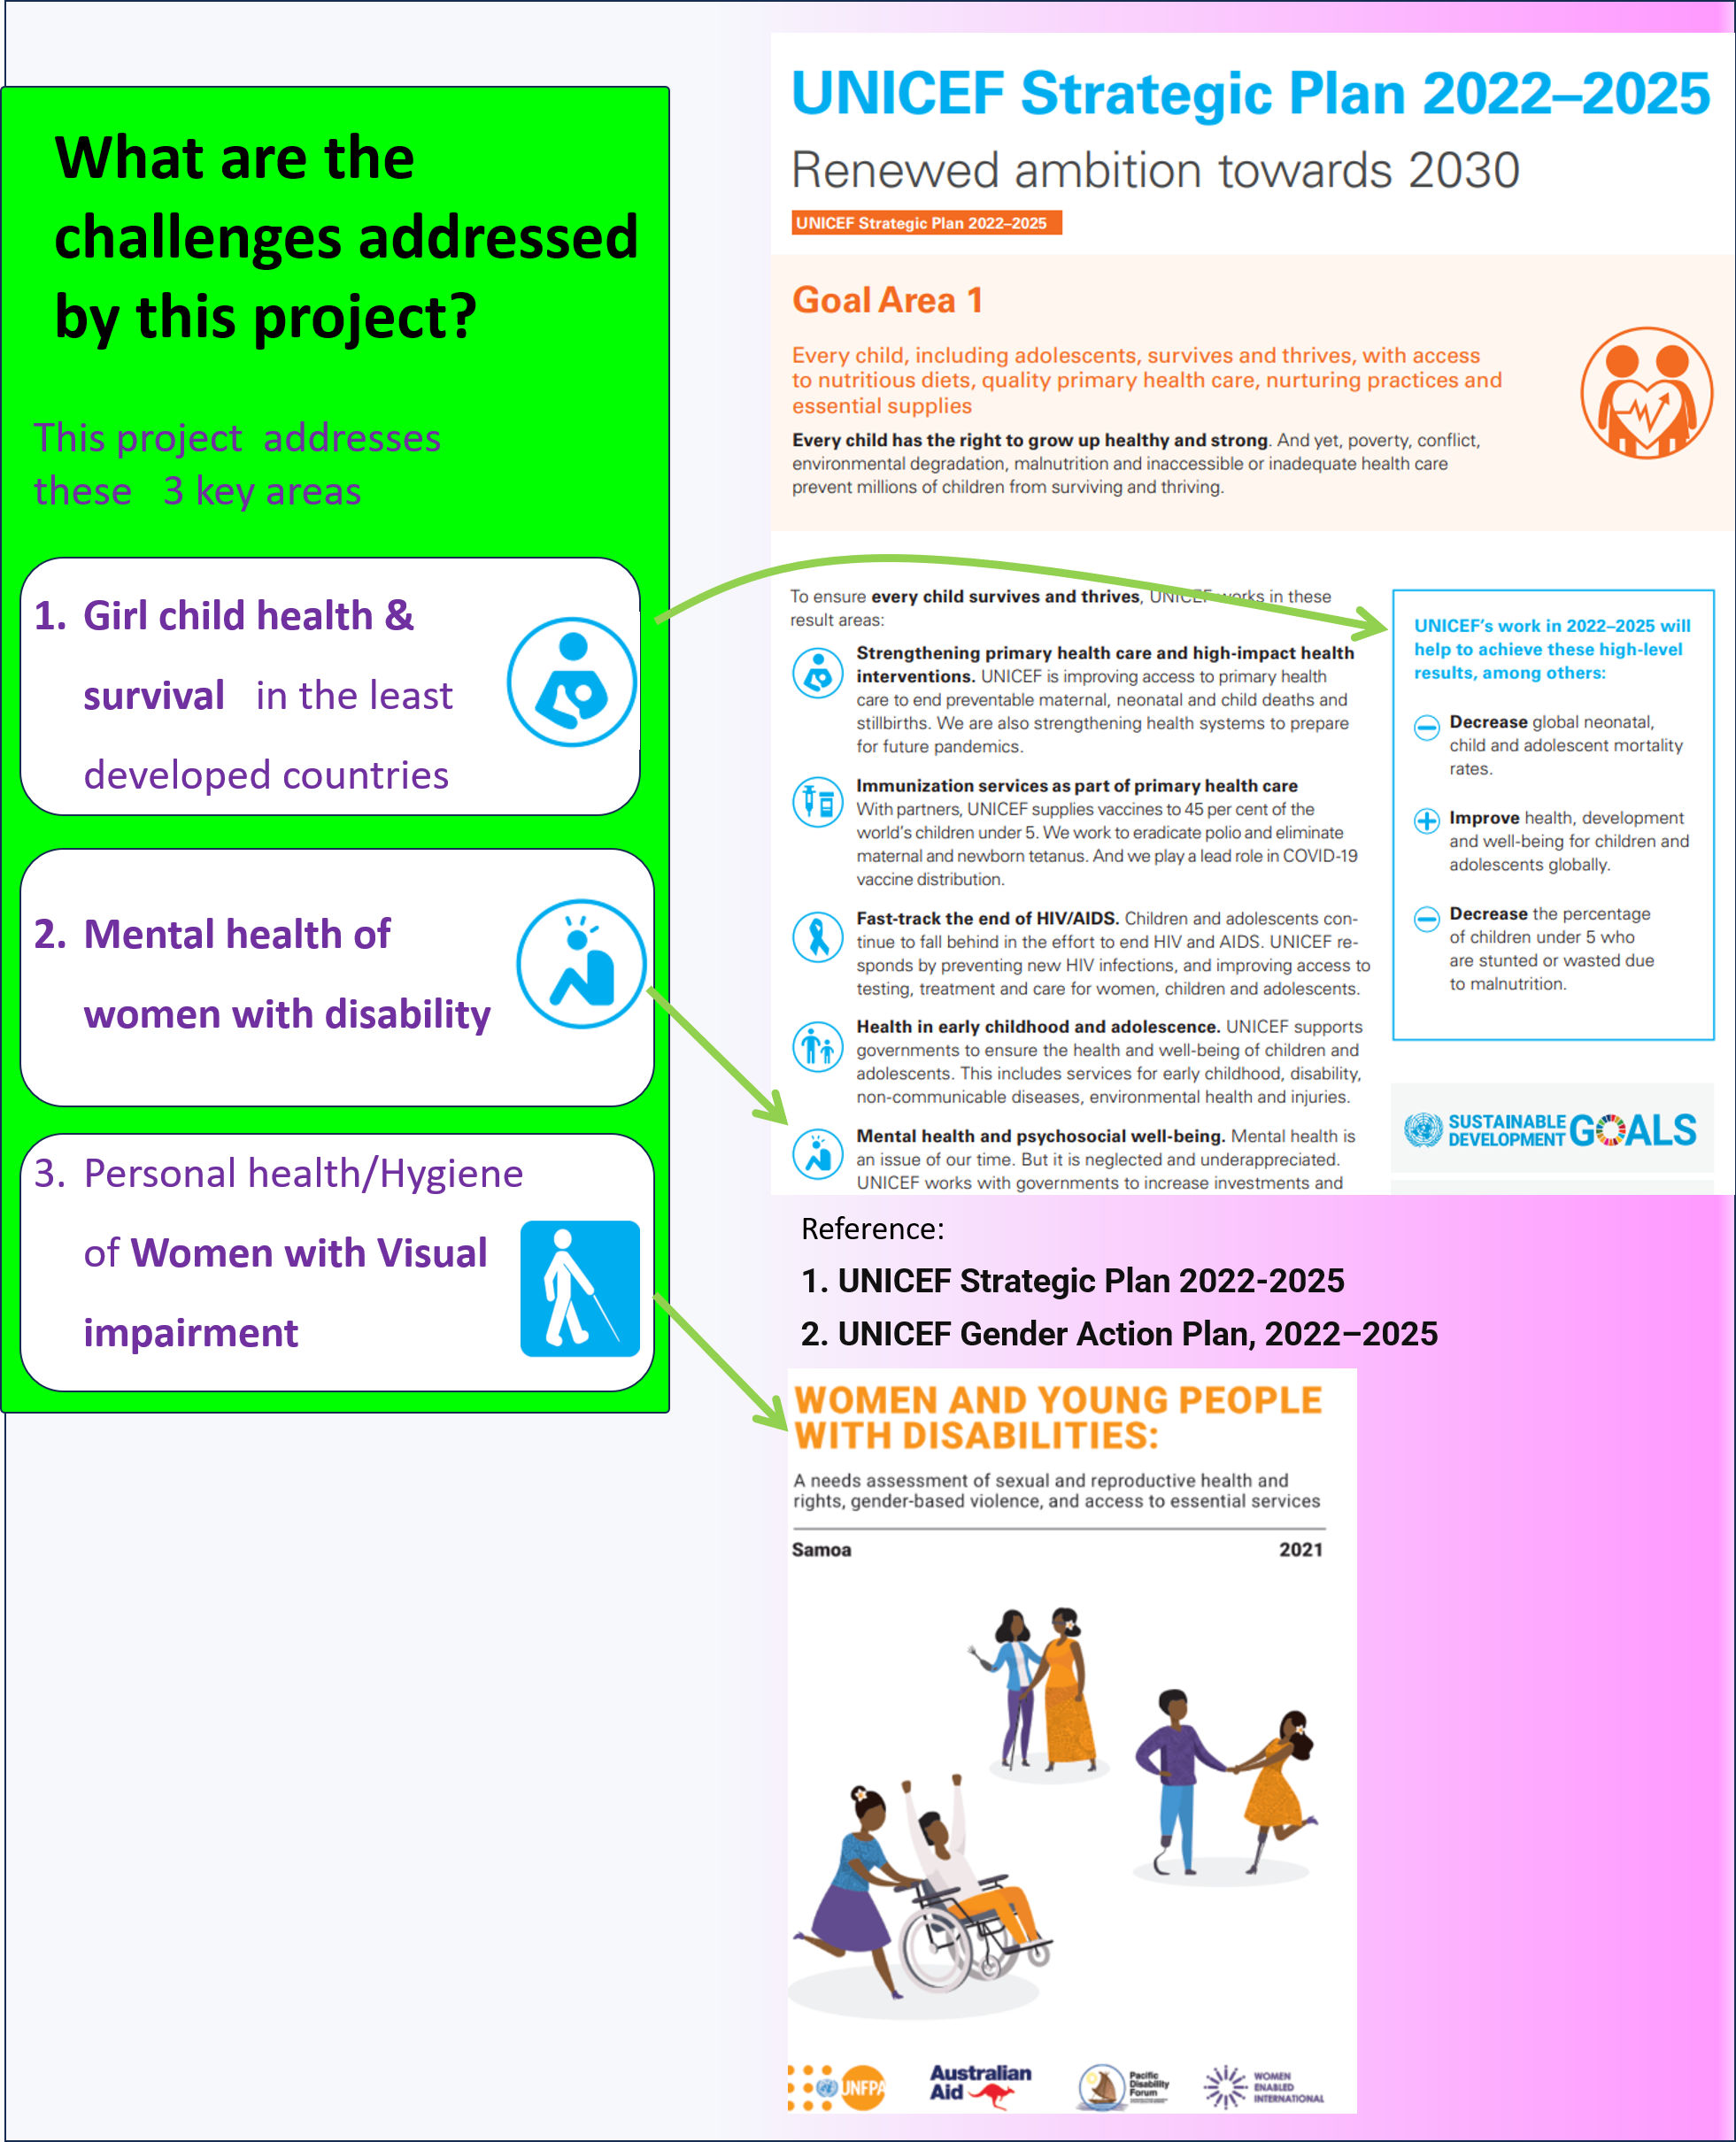 What are the
challenges addressed
by this project?
This project addresses
these 3 key areas
1. Girl child health &
survival in the least
developed countries
2. Mental health of
women with disability
3. Personal health/Hygiene
of Women with Visual
impairment
UNICEF Strategic Plan 2022–2025
Renewed ambition towards 2030
UNICEF Strategic Plan 2022–2025
Goal Area 1
Every child, including adolescents, survives and thrives, with access
to nutritious diets, quality primary health care, nurturing practices and
essential supplies
Every child has the right to grow up healthy and strong. And yet, poverty, conflict,
environmental degradation, malnutrition and inaccessible or inadequate health care
prevent millions of children from surviving and thriving.
To ensure every child survives and thrives, UNICEF works in these
result areas:
Strengthening primary health care and high-impact health
interventions. UNICEF is improving access to primary health
care to end preventable maternal, neonatal and child deaths and
stillbirths. We are also strengthening health systems to prepare
for future pandemics.
Immunization services as part of primary health care
With partners, UNICEF supplies vaccines to 45 per cent of the
world's children under 5. We work to eradicate polio and eliminate
maternal and newborn tetanus. And we play a lead role in COVID-19
vaccine distribution.
Fast-track the end of HIV/AIDS. Children and adolescents con-
tinue to fall behind in the effort to end HIV and AIDS. UNICEF re-
sponds by preventing new HIV infections, and improving access to
testing, treatment and care for women, children and adolescents.
Health in early childhood and adolescence. UNICEF supports
governments to ensure the health and well-being of children and
adolescents. This includes services for early childhood, disability,
non-communicable diseases, environmental health and injuries.
Mental health and psychosocial well-being. Mental health is
an issue of our time. But it is neglected and underappreciated.
UNICEF works with governments to increase investments and
UNICEF's work in 2022–2025 will
help to achieve these high-level
results, among others:
Decrease global neonatal,
child and adolescent mortality
rates.
Improve health, development
and well-being for children and
adolescents globally.
Decrease the percentage
of children under 5 who
are stunted or wasted due
to malnutrition.
SUSTAINABLE
DEVELOPMENT GOALS
Reference:
1. UNICEF Strategic Plan 2022-2025
2. UNICEF Gender Action Plan, 2022–2025
WOMEN AND YOUNG PEOPLE
WITH DISABILITIES:
A needs assessment of sexual and reproductive health and
rights, gender-based violence, and access to essential services
Samoa 2021
UNFPA
Australian
Aid
Pacific
Disability
Forum
WOMEN
ENABLED
INTERNATIONAL